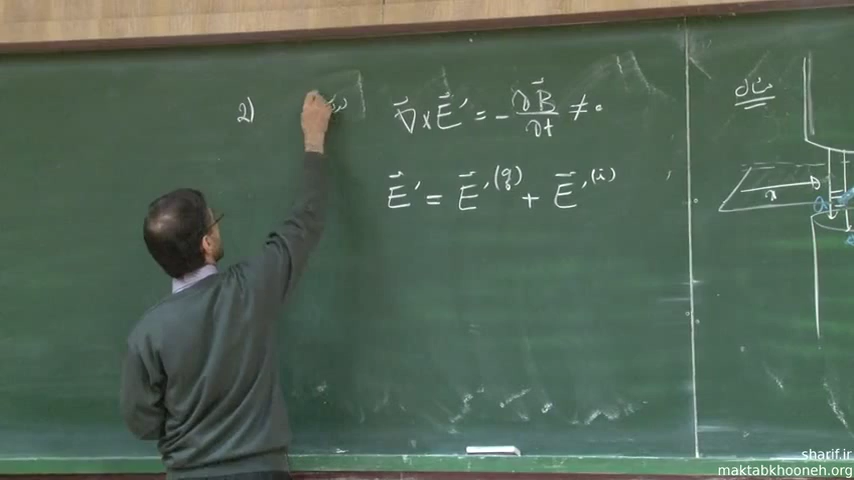 2)
∇⃗ × E⃗' = - ∂B⃗/∂t ≠ 0
E⃗' = E⃗'^(q) + E⃗'^(i)
x
sharif.ir
maktabkhooneh.org